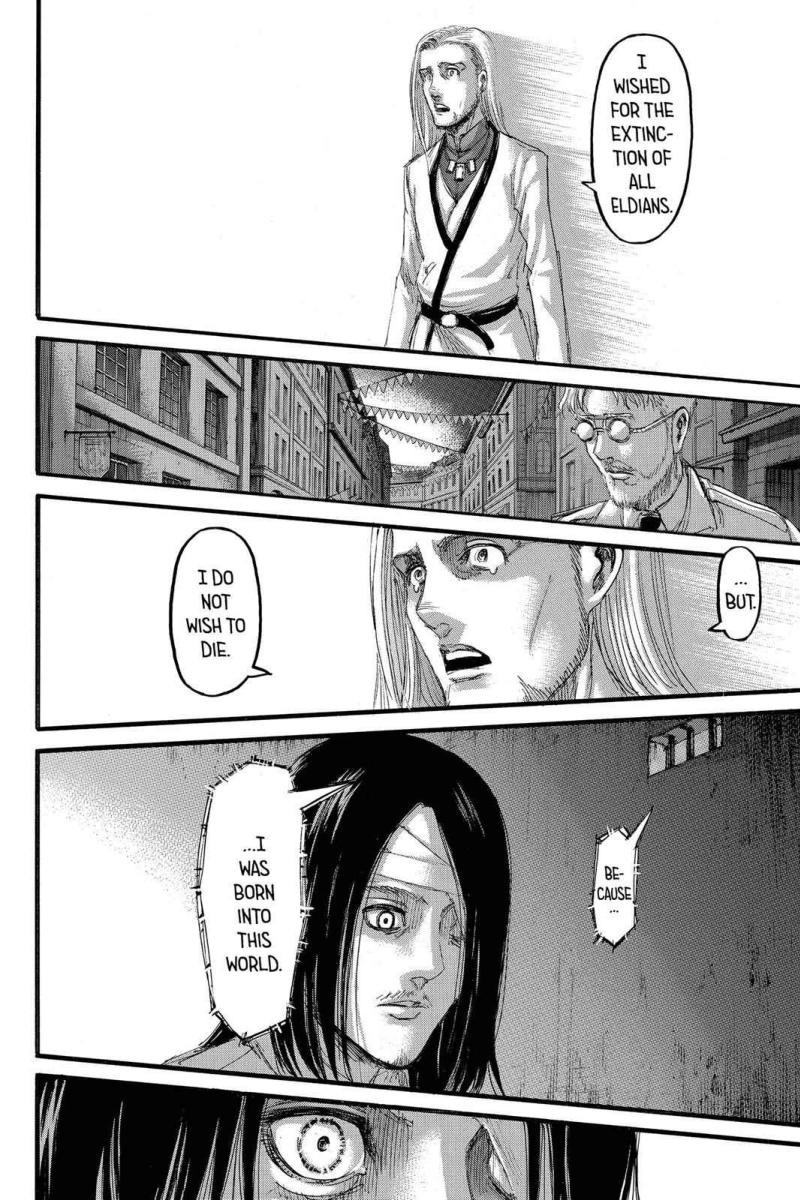 I
WISHED
FOR THE
EXTINC-
TION OF
ALL
ELDIANS.
...
BUT.
I DO
NOT
WISH TO
DIE.
BE-
CAUSE
...
...I
WAS
BORN
INTO
THIS
WORLD.